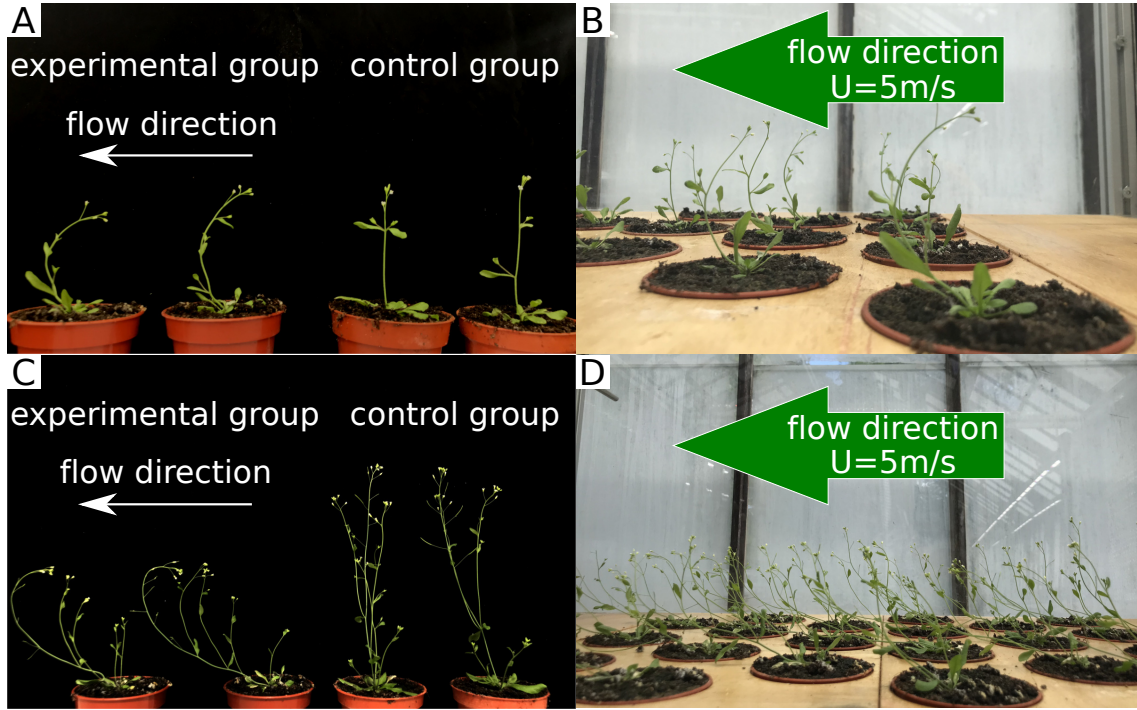 A
experimental group
control group
flow direction
B
flow direction
U=5m/s
C
experimental group
control group
flow direction
D
flow direction
U=5m/s